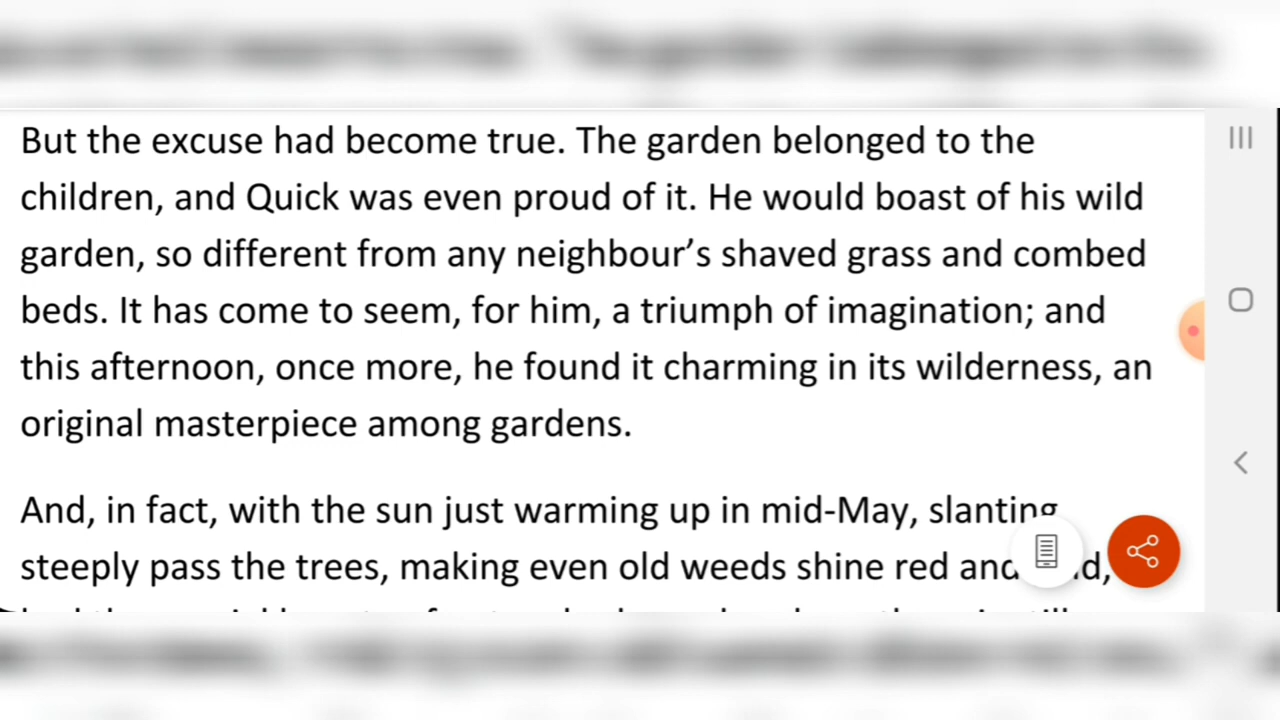 But the excuse had become true. The garden belonged to the
children, and Quick was even proud of it. He would boast of his wild
garden, so different from any neighbour’s shaved grass and combed
beds. It has come to seem, for him, a triumph of imagination; and
this afternoon, once more, he found it charming in its wilderness, an
original masterpiece among gardens.
And, in fact, with the sun just warming up in mid-May, slanting
steeply pass the trees, making even old weeds shine red and